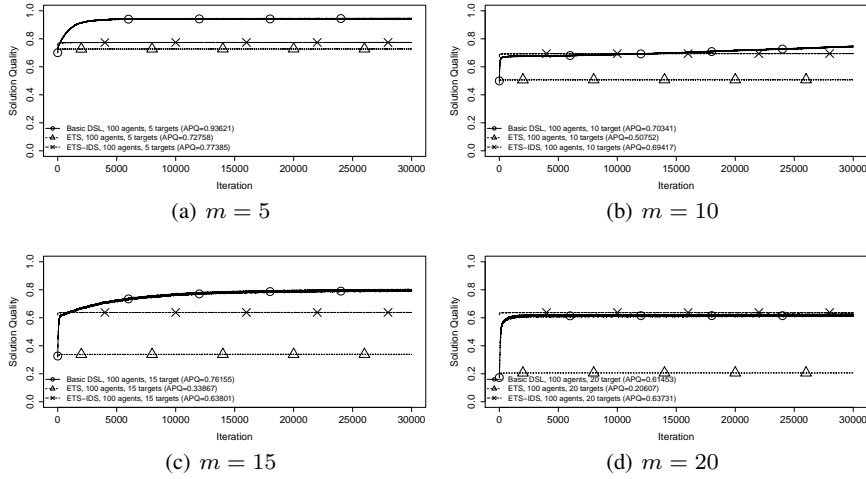 Solution Quality
0.0 0.2 0.4 0.6 0.8 1.0
Basic DSL, 100 agents, 5 targets (APQ=0.93621)
ETS, 100 agents, 5 targets (APQ=0.72758)
ETS−IDS, 100 agents, 5 targets (APQ=0.77385)
0 5000 10000 15000 20000 25000 30000
Iteration
(a) m = 5
Solution Quality
0.0 0.2 0.4 0.6 0.8 1.0
Basic DSL, 100 agents, 10 target (APQ=0.70341)
ETS, 100 agents, 10 targets (APQ=0.50752)
ETS−IDS, 100 agents, 10 targets (APQ=0.69417)
0 5000 10000 15000 20000 25000 30000
Iteration
(b) m = 10
Solution Quality
0.0 0.2 0.4 0.6 0.8 1.0
Basic DSL, 100 agents, 15 target (APQ=0.76155)
ETS, 100 agents, 15 targets (APQ=0.33867)
ETS−IDS, 100 agents, 15 targets (APQ=0.63801)
0 5000 10000 15000 20000 25000 30000
Iteration
(c) m = 15
Solution Quality
0.0 0.2 0.4 0.6 0.8 1.0
Basic DSL, 100 agents, 20 target (APQ=0.61453)
ETS, 100 agents, 20 targets (APQ=0.20607)
ETS−IDS, 100 agents, 20 targets (APQ=0.63731)
0 5000 10000 15000 20000 25000 30000
Iteration
(d) m = 20